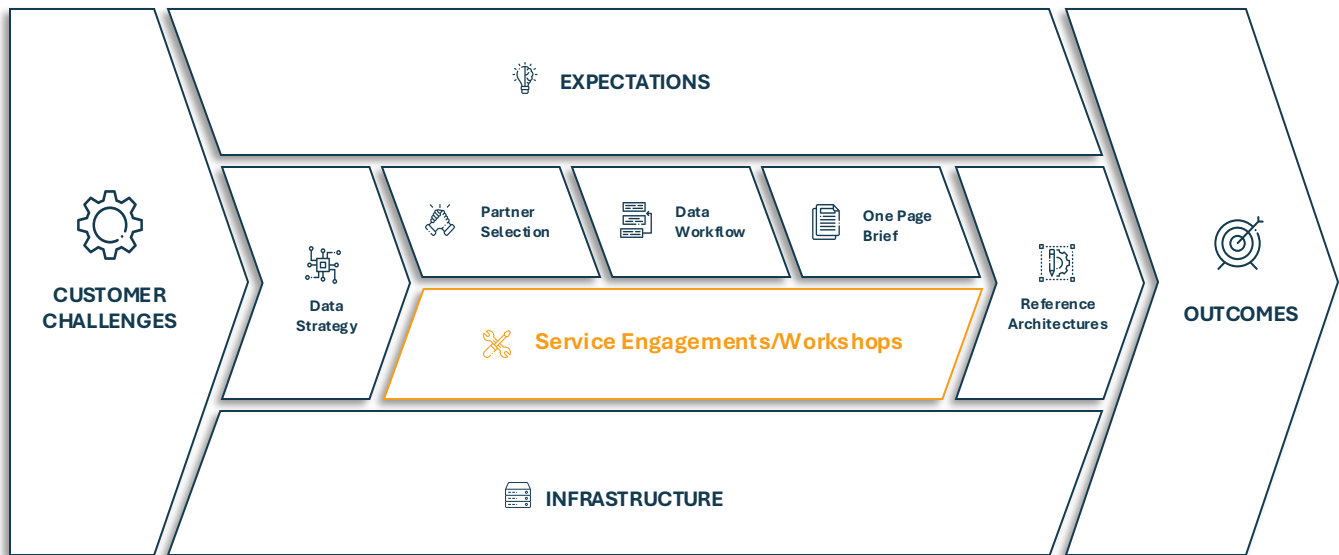 EXPECTATIONS
CUSTOMER
CHALLENGES
Data
Strategy
Partner
Selection
Data
Workflow
One Page
Brief
Service Engagements/Workshops
Reference
Architectures
OUTCOMES
INFRASTRUCTURE